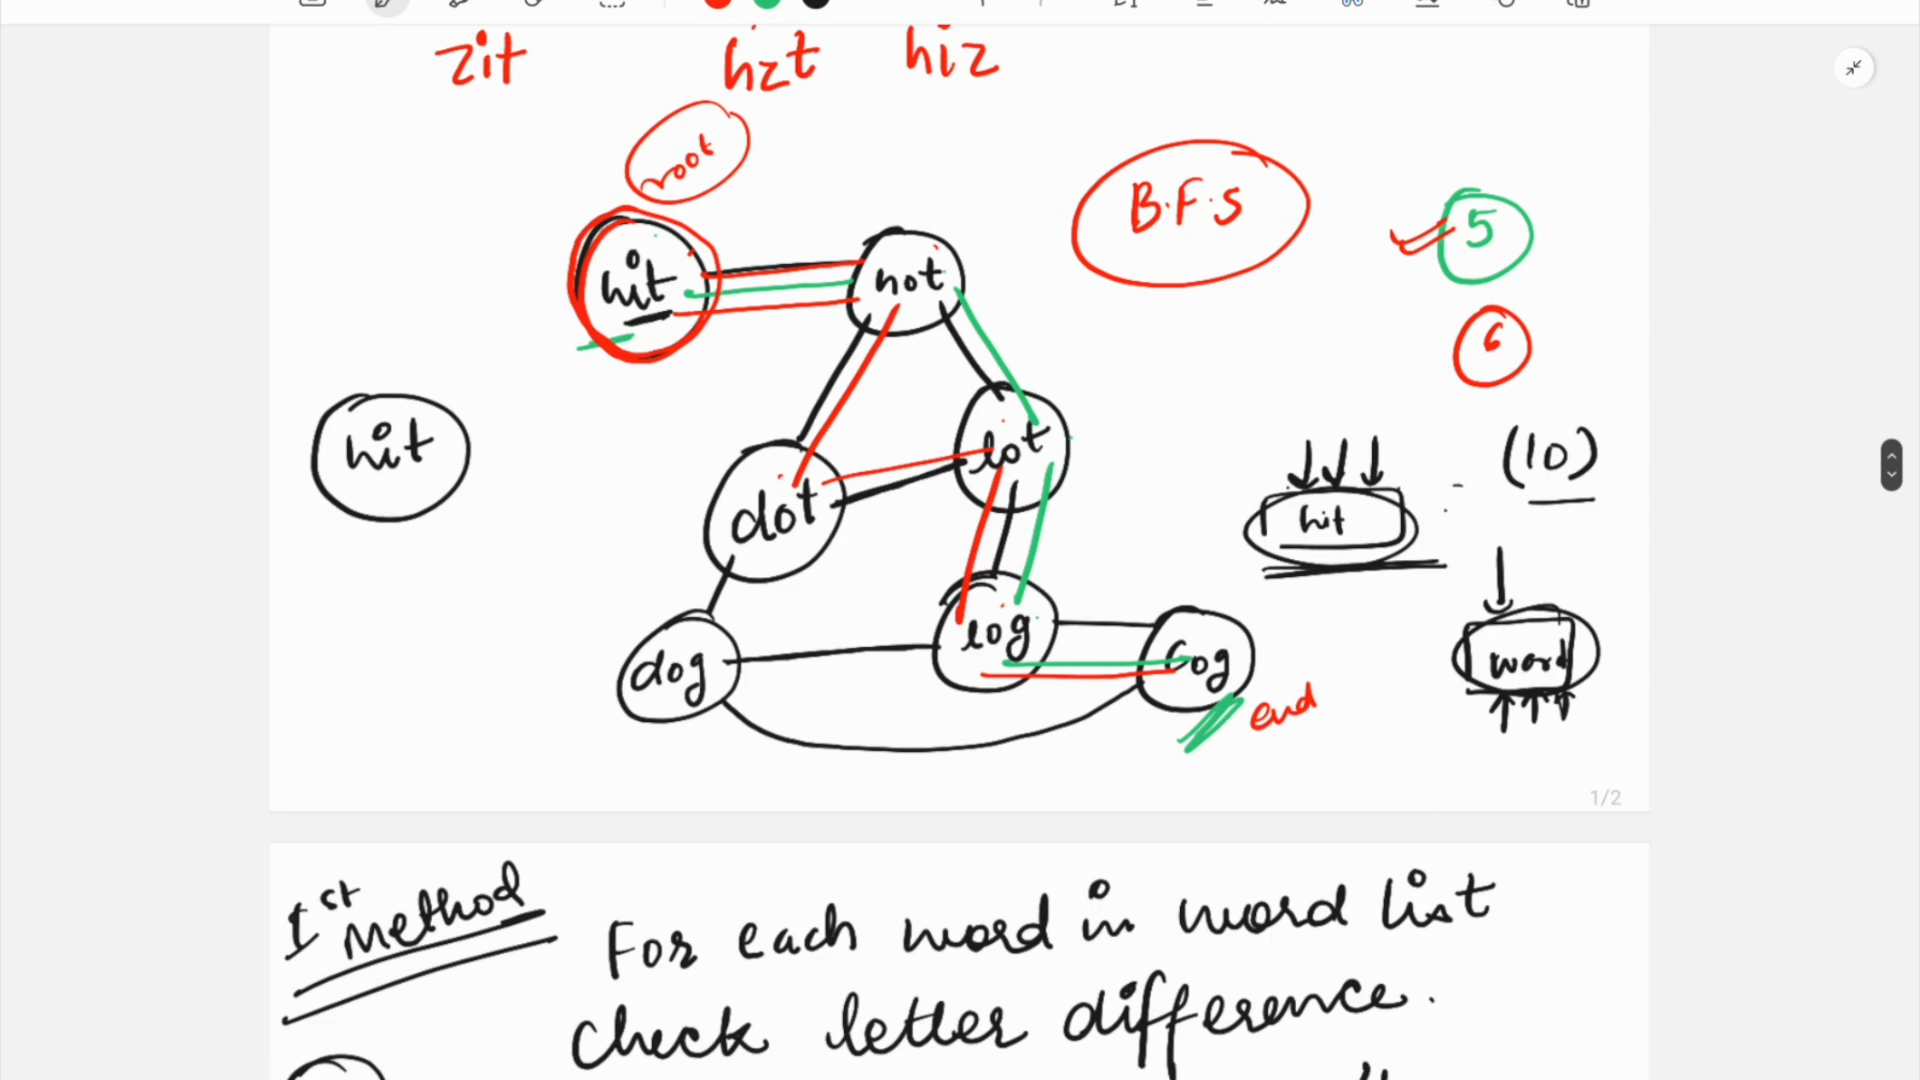 zit hzt hiz
root
B.F.S
5
hit hot
6
hit
lot
(10)
dot
hit
log
dog
cog
word
end
1/2
1st Method
For each word in word list
check letter difference.